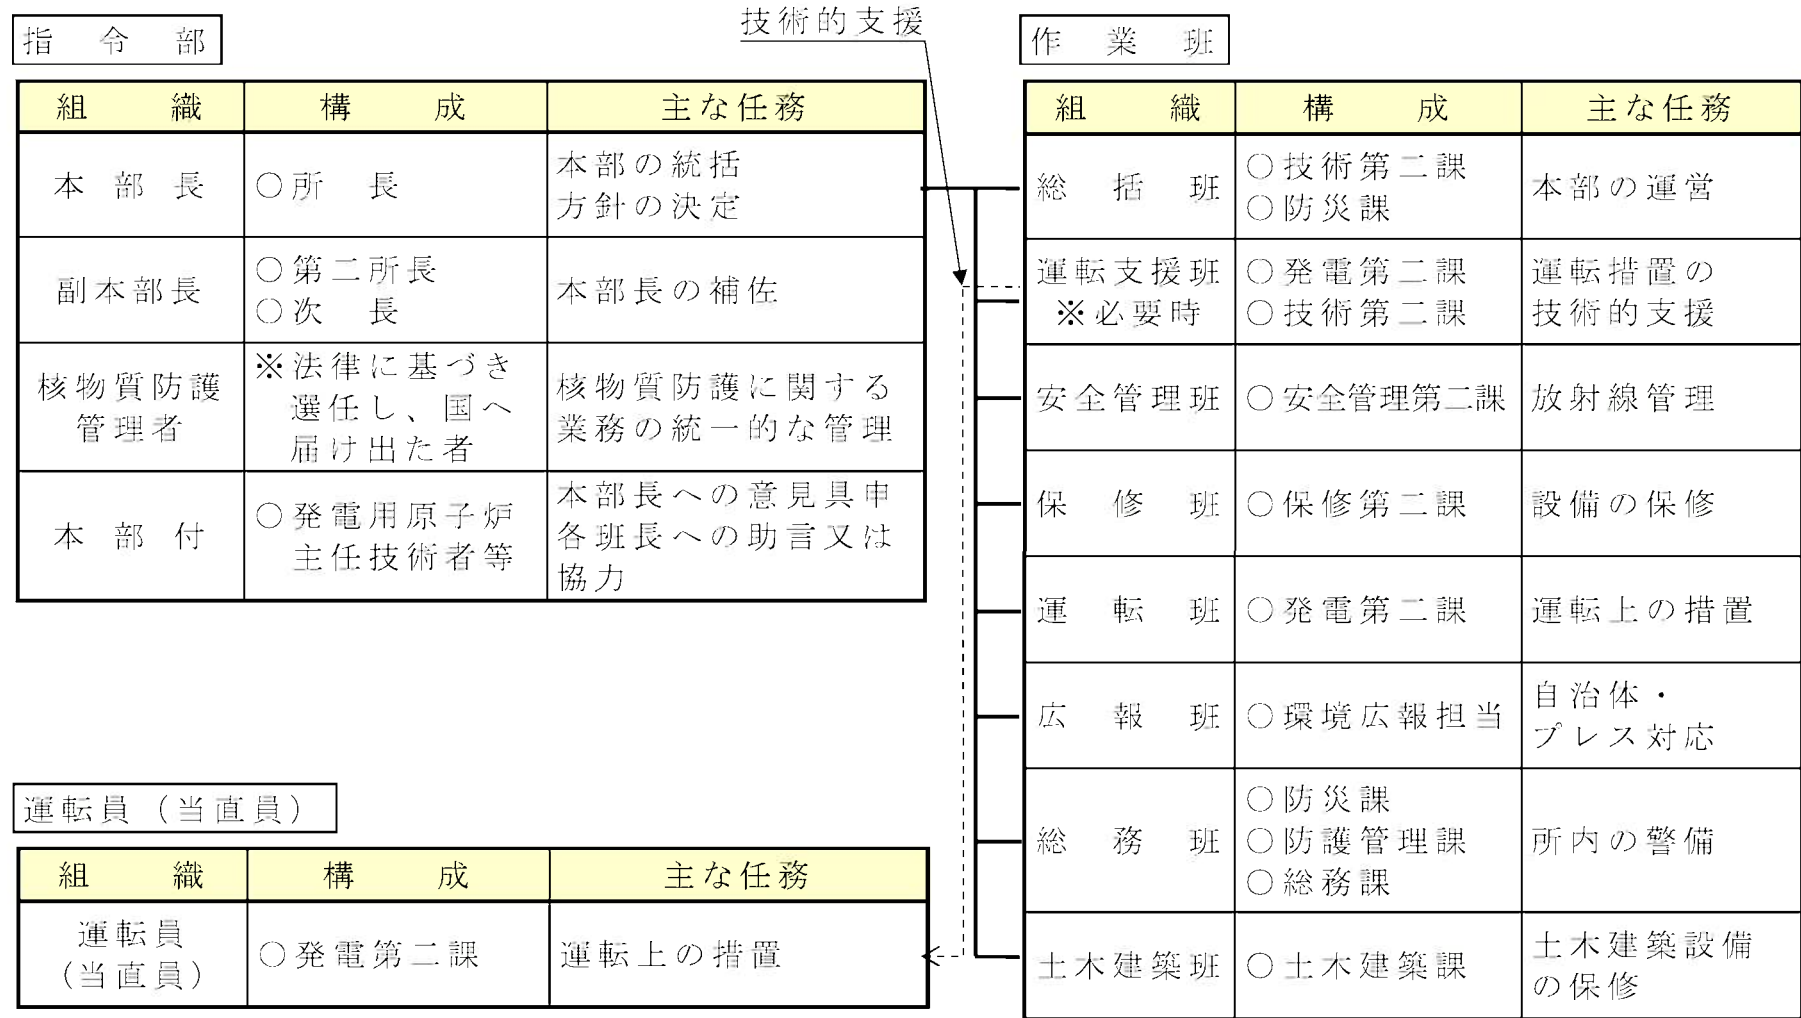 指令部
組織 構成 主な任務
本部長 ○所長 本部の統括
方針の決定
副本部長 ○第二所長
○次長 本部長の補佐
核物質防護
管理者 ※法律に基づき
選任し、国へ
届け出た者 核物質防護に関する
業務の統一的な管理
本部付 ○発電用原子炉
主任技術者等 本部長への意見具申
各班長への助言又は
協力
技術的支援
作業班
組織 構成 主な任務
総括班 ○技術第二課
○防災課 本部の運営
運転支援班
※必要時 ○発電第二課
○技術第二課 運転措置の
技術的支援
安全管理班 ○安全管理第二課 放射線管理
保修班 ○保修第二課 設備の保修
運転班 ○発電第二課 運転上の措置
広報班 ○環境広報担当 自治体・
プレス対応
総務班 ○防災課
○防護管理課
○総務課 所内の警備
土木建築班 ○土木建築課 土木建築設備
の保修
運転員(当直員)
組織 構成 主な任務
運転員
(当直員) ○発電第二課 運転上の措置